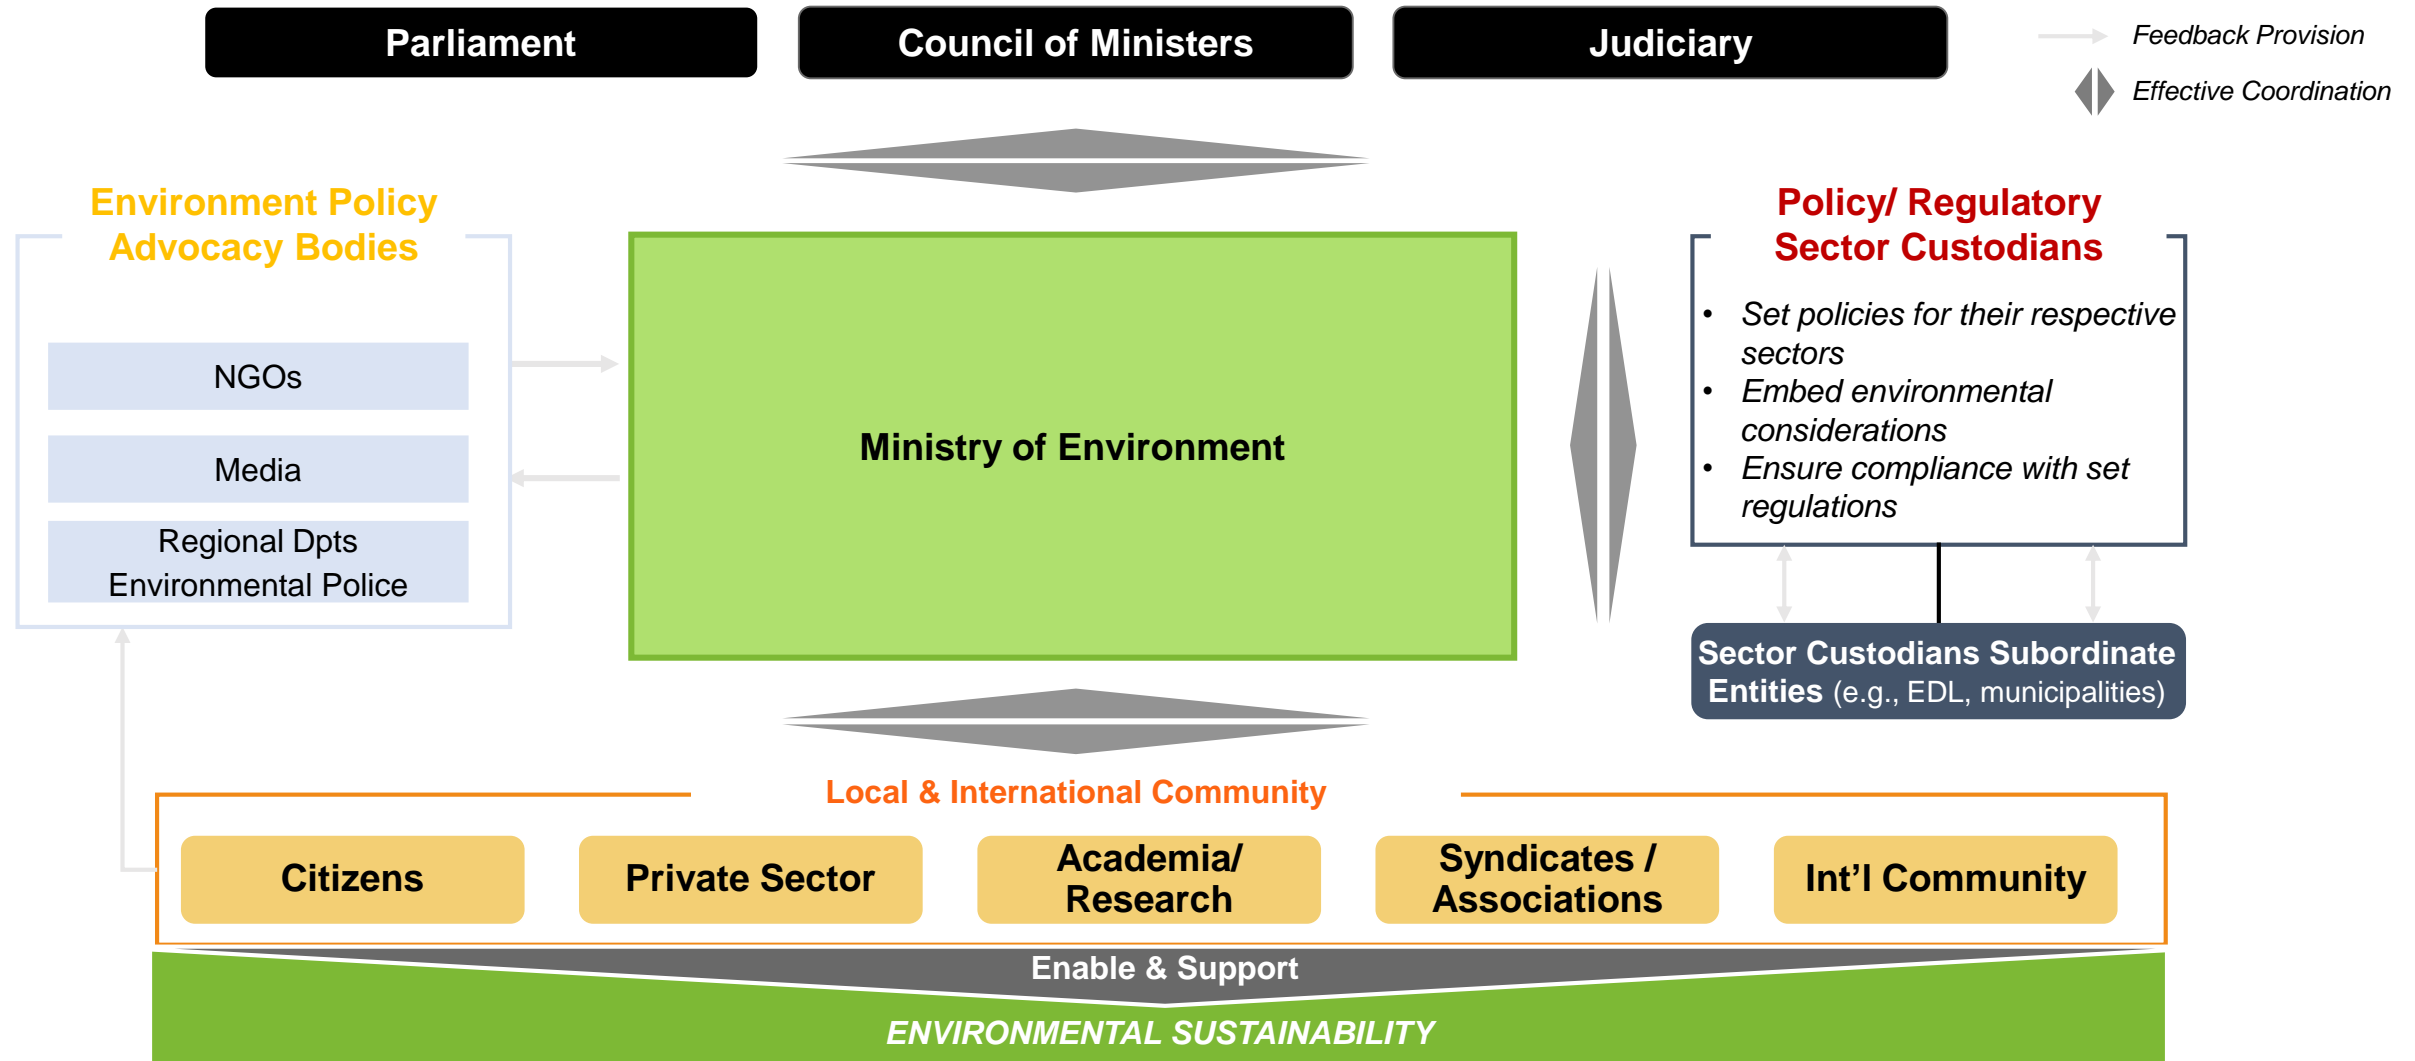 Parliament
Council of Ministers
Judiciary
Feedback Provision
Effective Coordination
Environment Policy
Advocacy Bodies
NGOs
Media
Regional Dpts
Environmental Police
Ministry of Environment
Policy/ Regulatory
Sector Custodians
• Set policies for their respective
sectors
• Embed environmental
considerations
• Ensure compliance with set
regulations
Sector Custodians Subordinate
Entities (e.g., EDL, municipalities)
Local & International Community
Citizens
Private Sector
Academia/
Research
Syndicates /
Associations
Int’l Community
Enable & Support
ENVIRONMENTAL SUSTAINABILITY